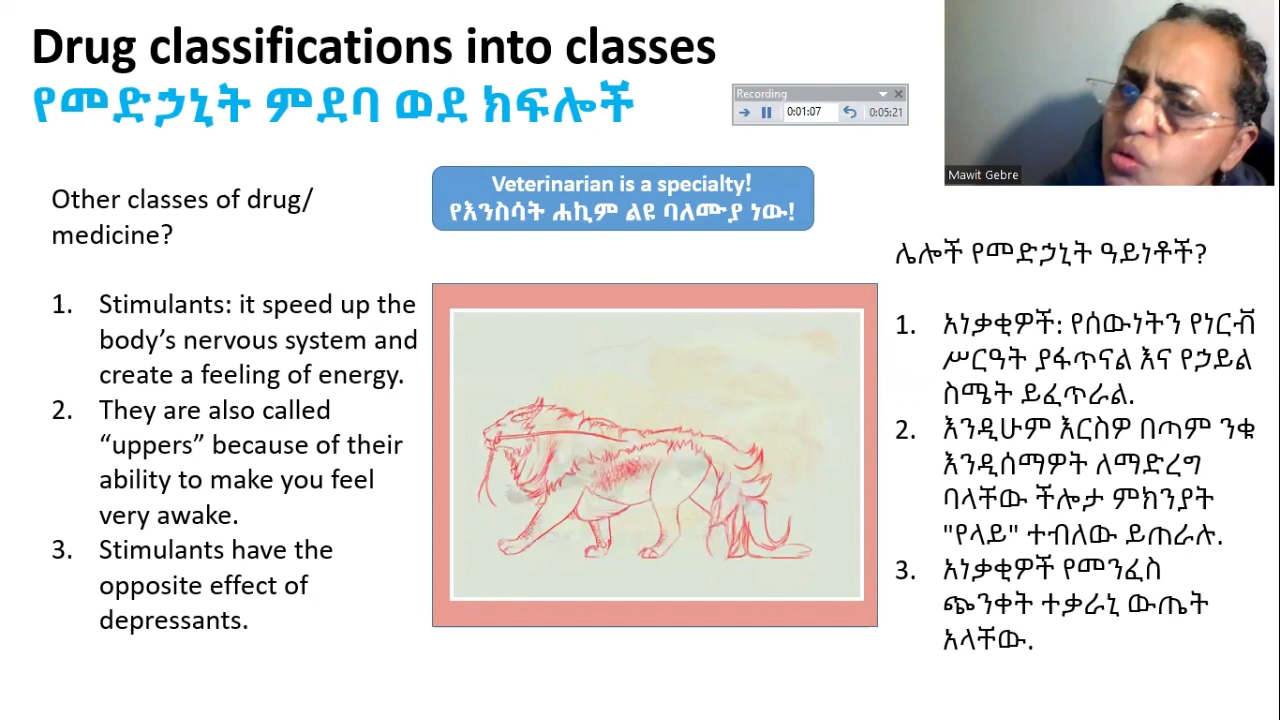 Drug classifications into classes
የመድኃኒት ምደባ ወደ ክፍሎች
Recording
0:01:07
0:05:21
Mawit Gebre
Veterinarian is a specialty!
የእንስሳት ሐኪም ልዩ ባለሙያ ነው!
Other classes of drug/
medicine?
1. Stimulants: it speed up the
body’s nervous system and
create a feeling of energy.
2. They are also called
“uppers” because of their
ability to make you feel
very awake.
3. Stimulants have the
opposite effect of
depressants.
ሌሎች የመድኃኒት ዓይነቶች?
1. አነቃቂዎች: የሰውነትን የነርቭ
ሥርዓት ያፋጥናል እና የኃይል
ስሜት ይፈጥራል.
2. እንዲሁም እርስዎ በጣም ንቁ
እንዲሰማዎት ለማድረግ
ባላቸው ችሎታ ምክንያት
"የላይ" ተብለው ይጠራሉ.
3. አነቃቂዎች የመንፈስ
ጭንቀት ተቃራኒ ውጤት
አላቸው.